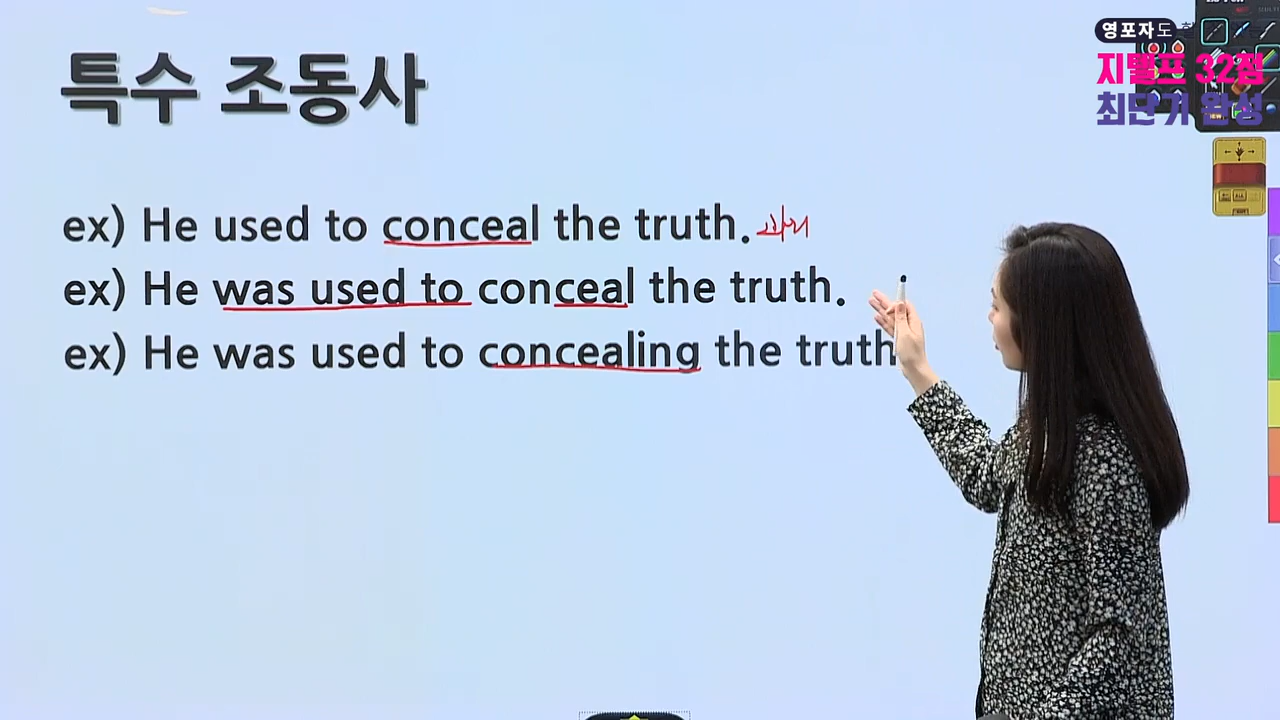 영포자도
지텔프 32점
최단기 완성
특수 조동사
ex) He used to conceal the truth. 과거
ex) He was used to conceal the truth.
ex) He was used to concealing the truth